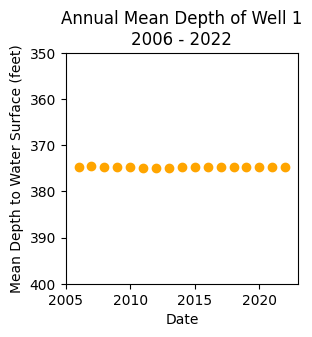 Annual Mean Depth of Well 1
2006 - 2022
Mean Depth to Water Surface (feet)
350
360
370
380
390
400
2005
2010
2015
2020
Date